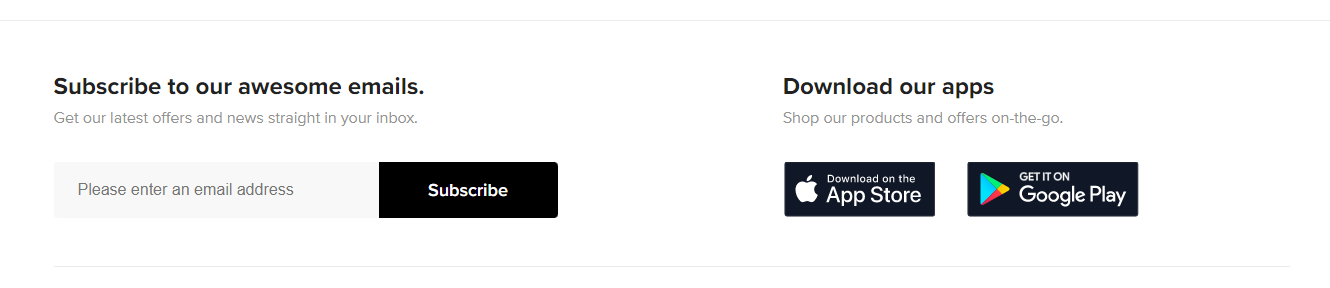 Subscribe to our awesome emails.
Get our latest offers and news straight in your inbox.
Please enter an email address
Subscribe
Download our apps
Shop our products and offers on-the-go.
Download on the
App Store
GET IT ON
Google Play